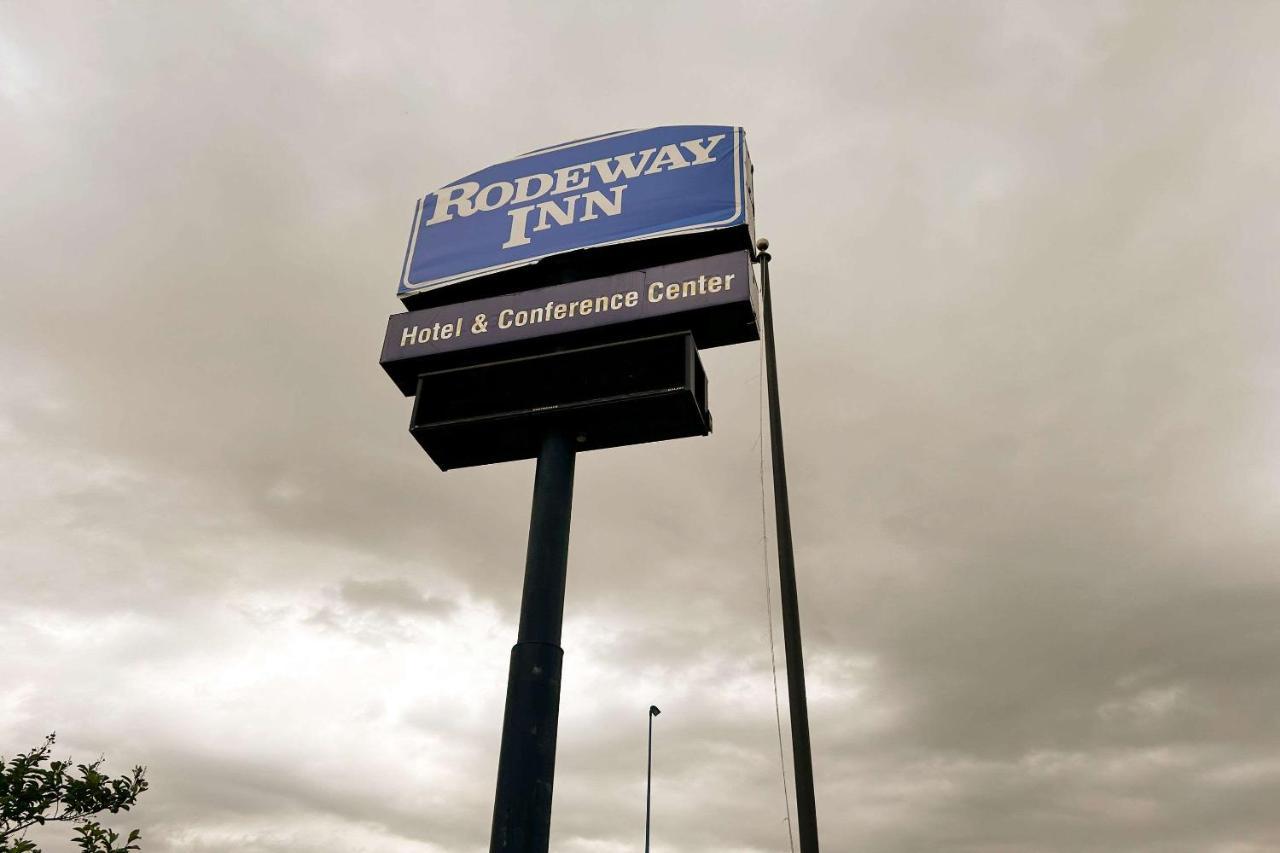 RODEWAY
INN
Hotel & Conference Center